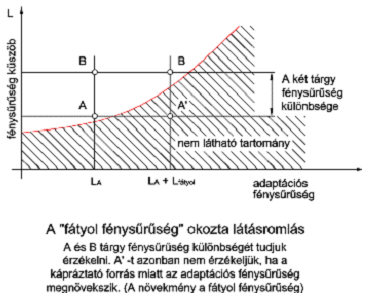 L
fénysűrűség küszöb
B
B
A
A'
A két tárgy
fénysűrűség
különbsége
nem látható tartomány
LA
LA + Lfátyol
adaptációs
fénysűrűség
A "fátyol fénysűrűség" okozta látásromlás
A és B tárgy fénysűrűség különbségét tudjuk
érzékelni. A' -t azonban nem érzékeljük, ha a
kápráztató forrás miatt az adaptációs fénysűrűség
megnövekszik. (A növekmény a fátyol fénysűrűség)